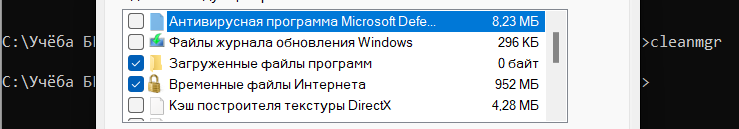 Антивирусная программа Microsoft Defe... 8,23 МБ
C:\Учёба Б >cleanmgr
Файлы журнала обновления Windows 296 КБ
Загруженные файлы программ 0 байт
C:\Учёба Б >
Временные файлы Интернета 952 МБ
Кэш построителя текстуры DirectX 4,28 МБ